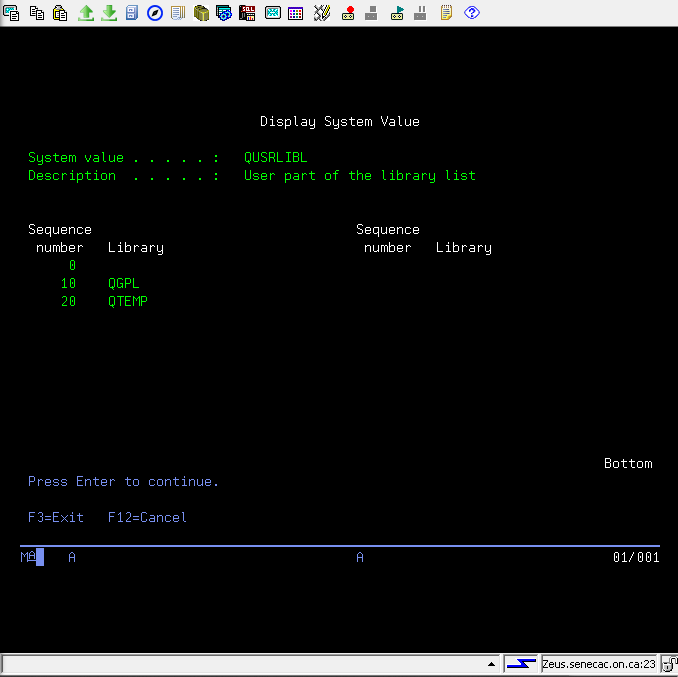 Display System Value
System value . . . . . :   QUSRLIBL
Description  . . . . . :   User part of the library list
Sequence                                 Sequence
 number   Library                         number   Library
     0
    10    QGPL
    20    QTEMP
Bottom
Press Enter to continue.
F3=Exit   F12=Cancel
MA    A                                   A                               01/001
Zeus.senecac.on.ca:23